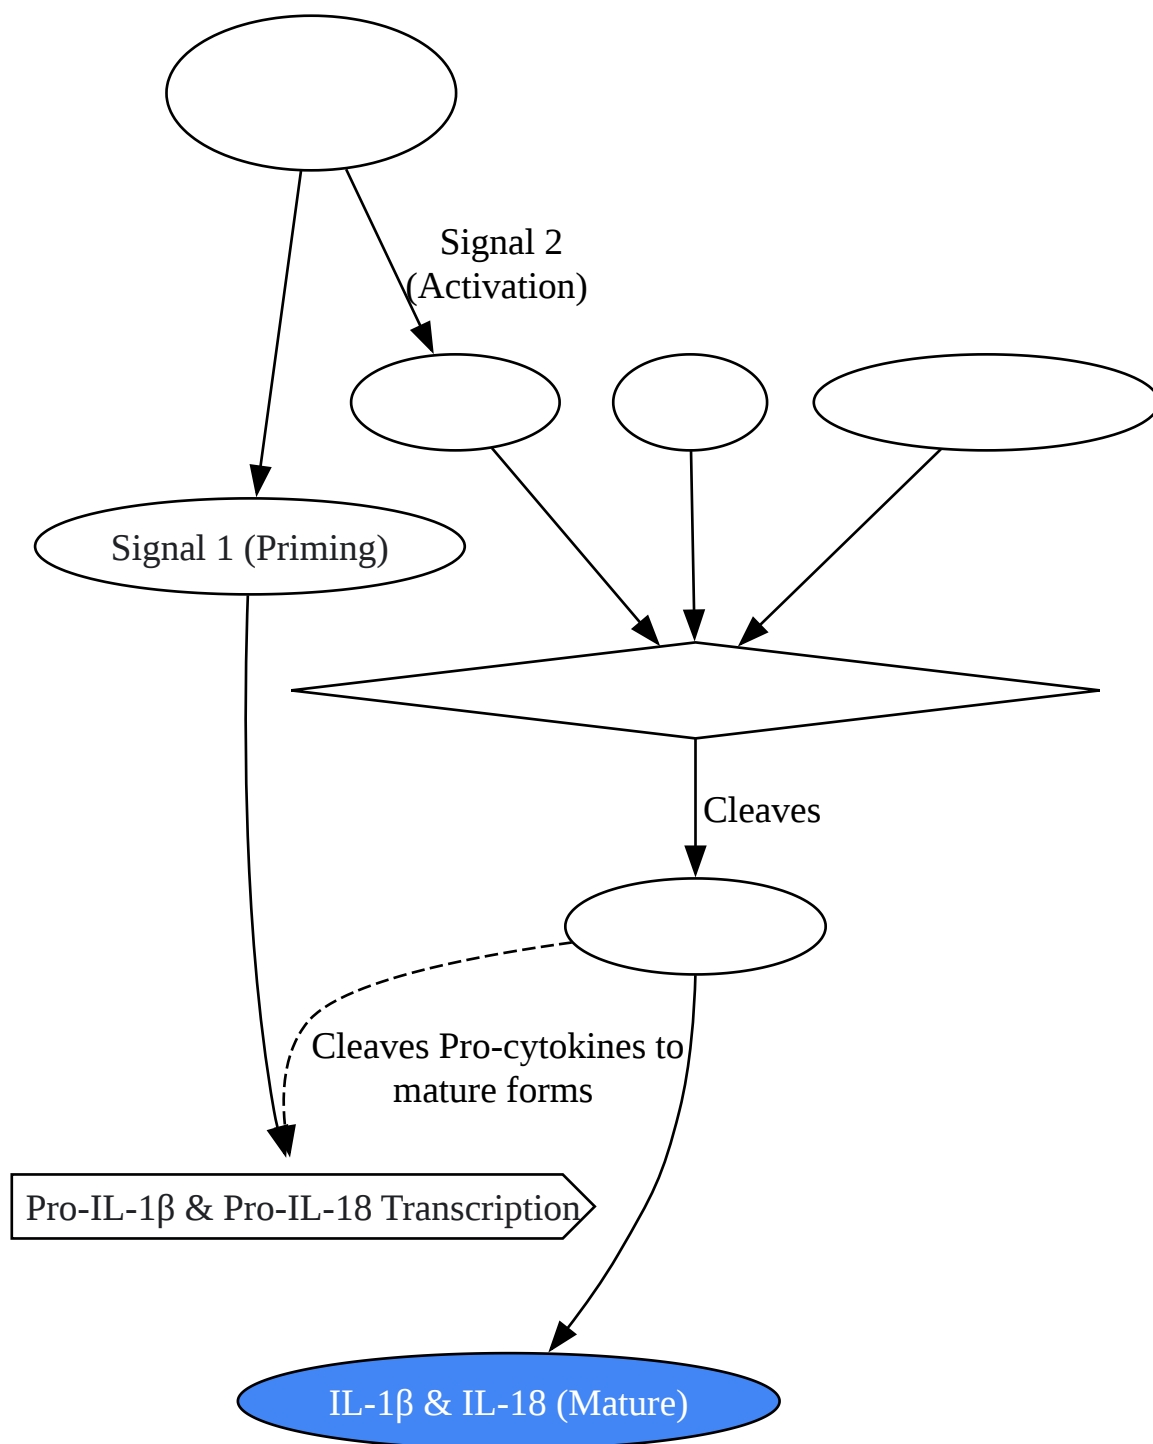 Signal 2
(Activation)
Signal 1 (Priming)
Cleaves
Cleaves Pro-cytokines to
mature forms
Pro-IL-1β & Pro-IL-18 Transcription
IL-1β & IL-18 (Mature)